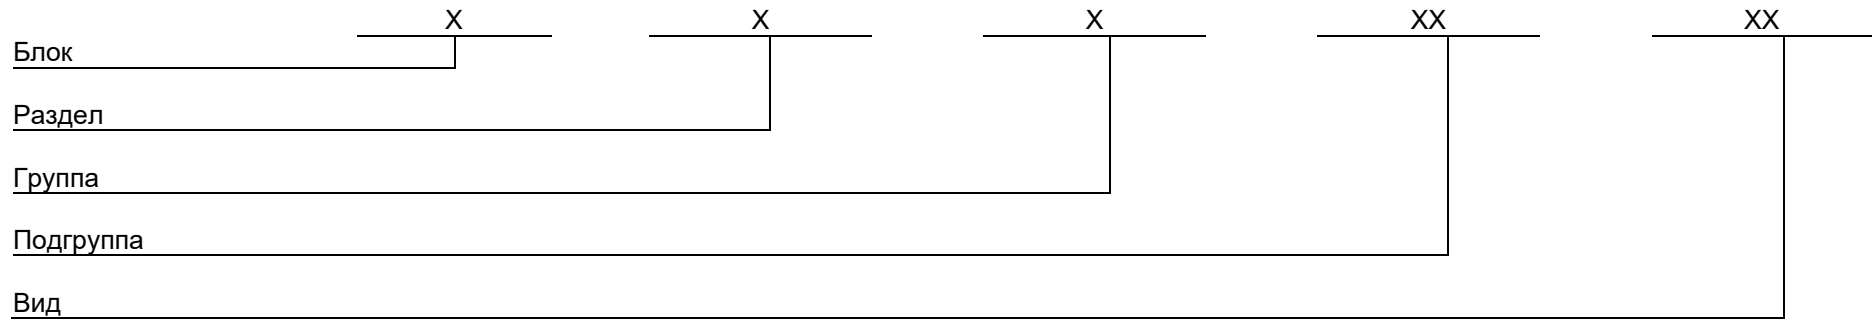 X X X XX XX
Блок
Раздел
Группа
Подгруппа
Вид